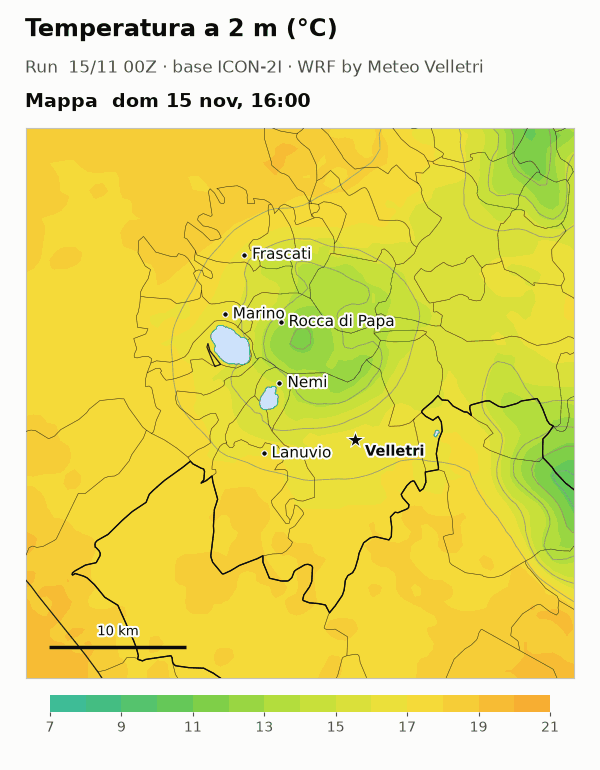 Temperatura a 2 m (°C)
Run  15/11 00Z · base ICON-2I · WRF by Meteo Velletri
Mappa  dom 15 nov, 16:00
Frascati
Marino
Rocca di Papa
Nemi
Lanuvio
Velletri
10 km
7 9 11 13 15 17 19 21